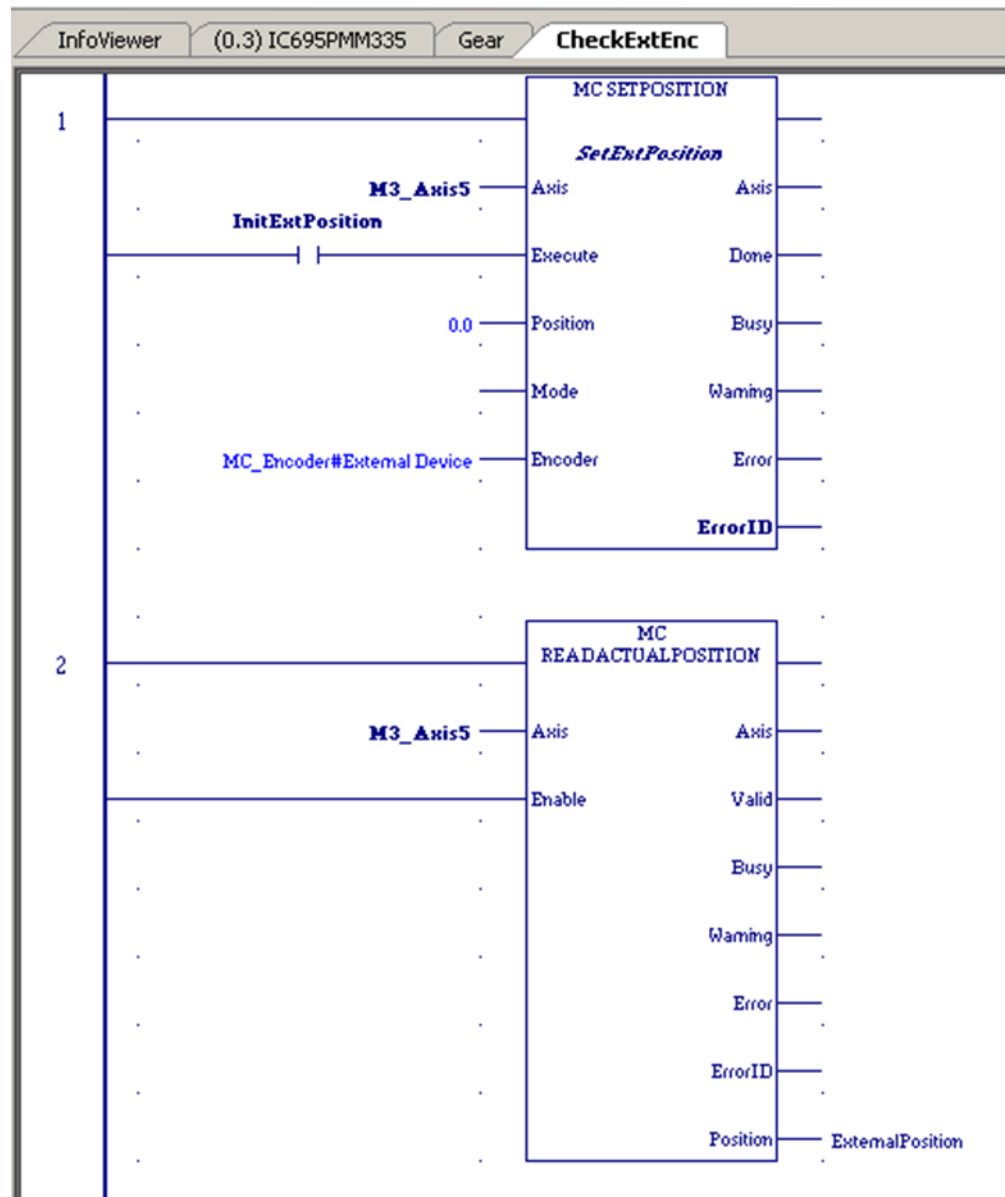 InfoViewer (0.3) IC695PMM335 Gear CheckExtEnc
1
MC SETPOSITION
SetExtPosition
M3_Axis5 Axis Axis
InitExtPosition
Execute Done
0.0 Position Busy
Mode Warning
MC_Encoder#External Device Encoder Error
ErrorID
2
MC
READACTUALPOSITION
M3_Axis5 Axis Axis
Enable Valid
Busy
Warning
Error
ErrorID
Position ExternalPosition